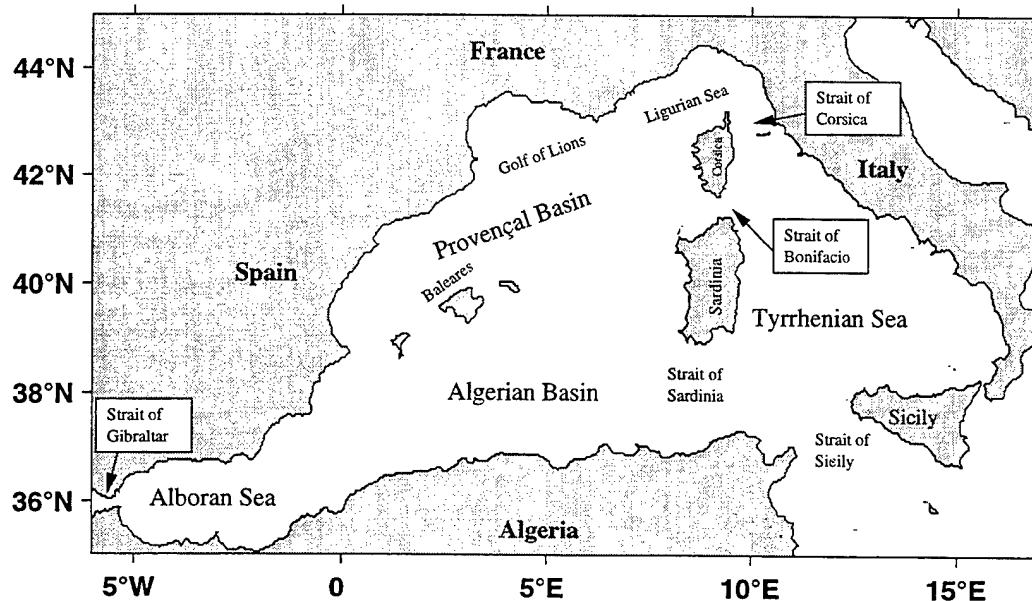 44°N
42°N
40°N
38°N
36°N
5°W
0
5°E
10°E
15°E
France
Ligurian Sea
Strait of
Corsica
Golf of Lions
Corsica
Italy
Provençal Basin
Strait of
Bonifacio
Spain
Baleares
Sardinia
Tyrrhenian Sea
Algerian Basin
Strait of
Sardinia
Strait of
Gibraltar
Sicily
Strait of
Sicily
Alboran Sea
Algeria